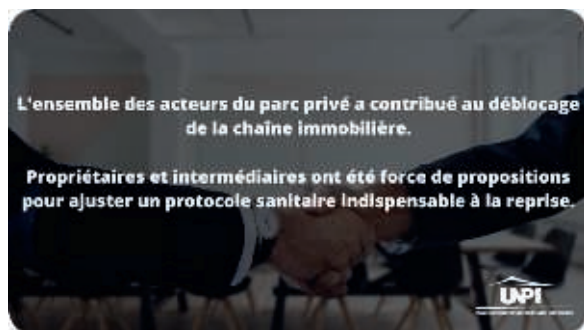 L'ensemble des acteurs du parc privé a contribué au déblocage
de la chaîne immobilière.
Propriétaires et intermédiaires ont été force de propositions
pour ajuster un protocole sanitaire indispensable à la reprise.
UNPI